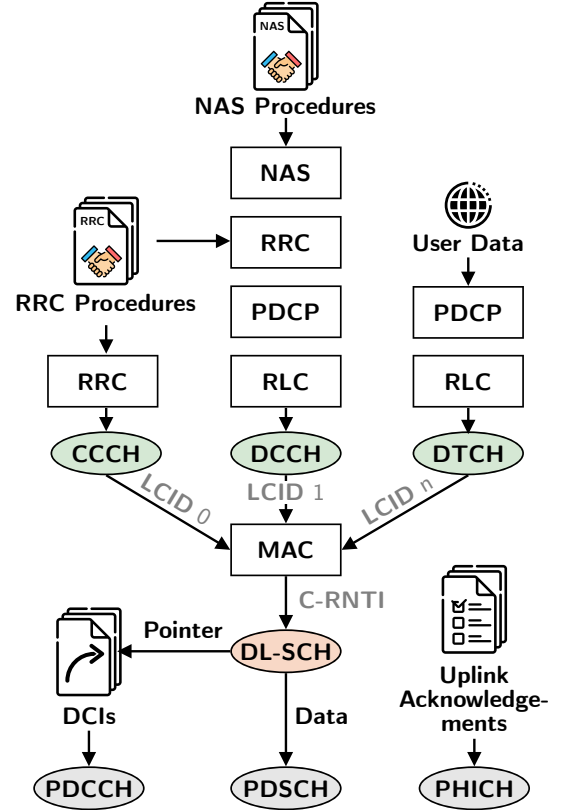 NAS
NAS Procedures
NAS
RRC
RRC Procedures
RRC
User Data
PDCP
PDCP
RRC
RLC
RLC
CCCH
DCCH
DTCH
LCID 0
LCID 1
LCID n
MAC
C-RNTI
Pointer
DL-SCH
DCIs
Data
Uplink
Acknowledge-
ments
PDCCH
PDSCH
PHICH